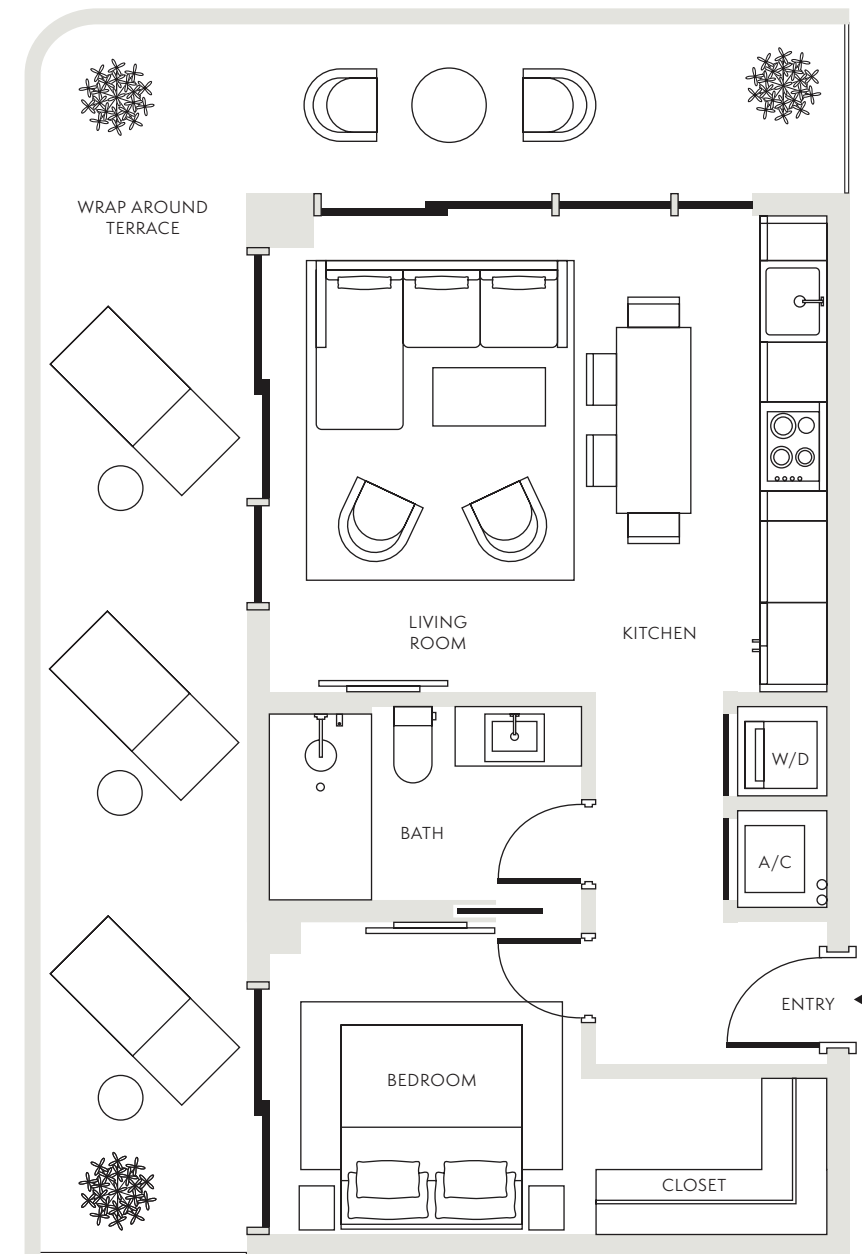 WRAP AROUND
TERRACE
LIVING
ROOM
KITCHEN
W/D
BATH
A/C
ENTRY
BEDROOM
CLOSET